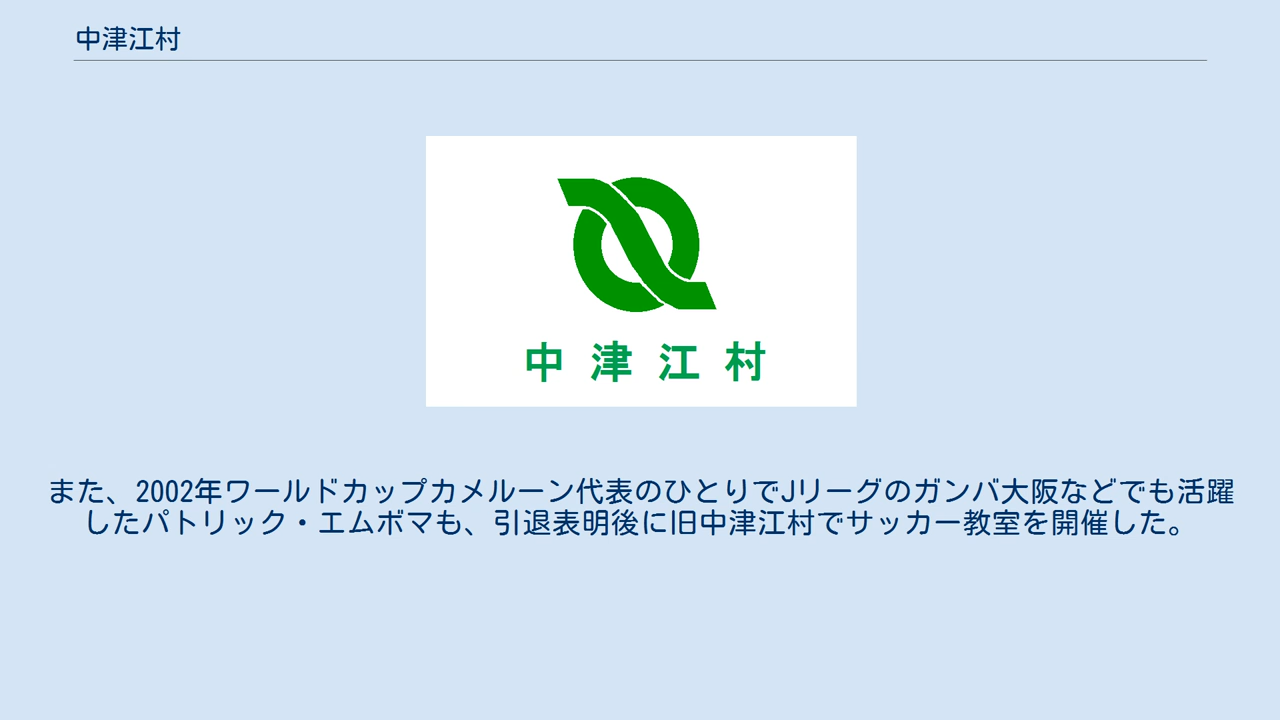 中津江村
中津江村
また、2002年ワールドカップカメルーン代表のひとりでJリーグのガンバ大阪などでも活躍
したパトリック・エムボマも、引退表明後に旧中津江村でサッカー教室を開催した。